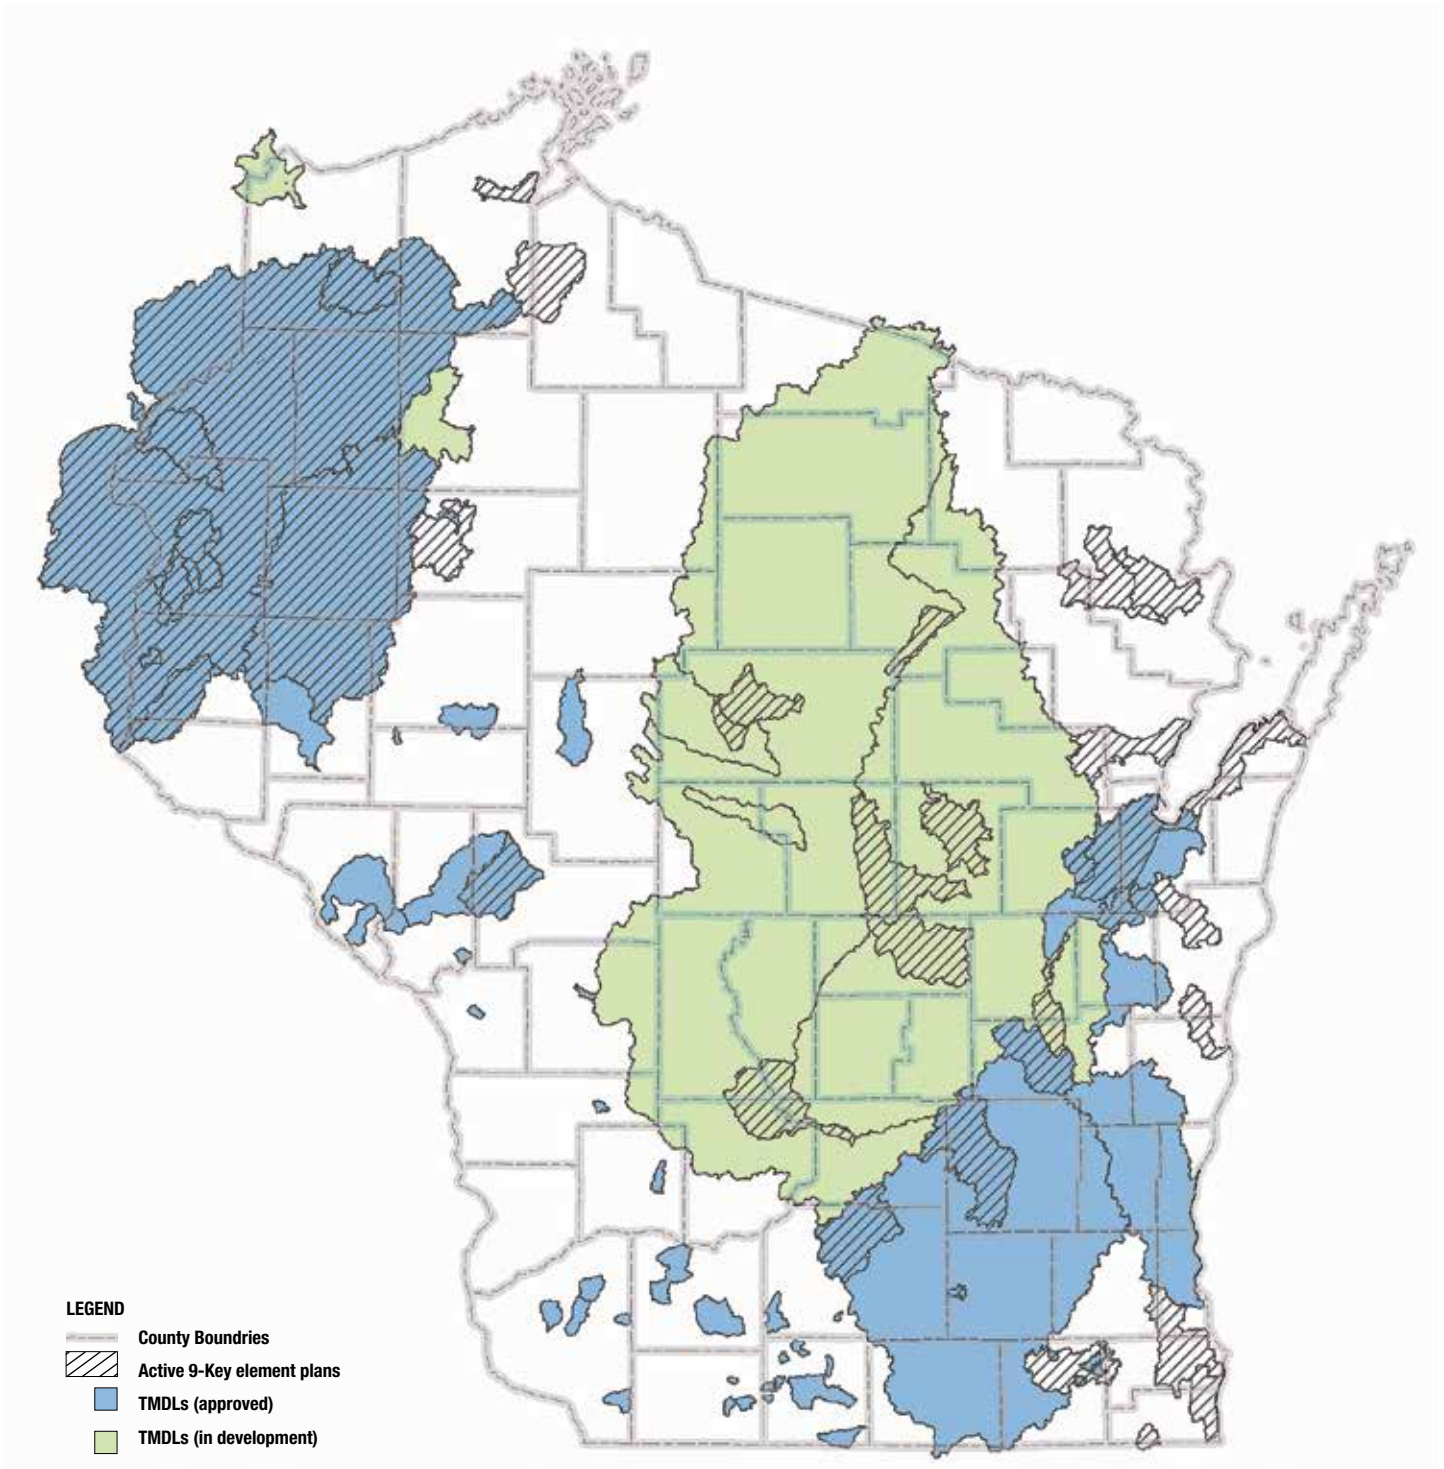 LEGEND
County Boundries
Active 9-Key element plans
TMDLs (approved)
TMDLs (in development)